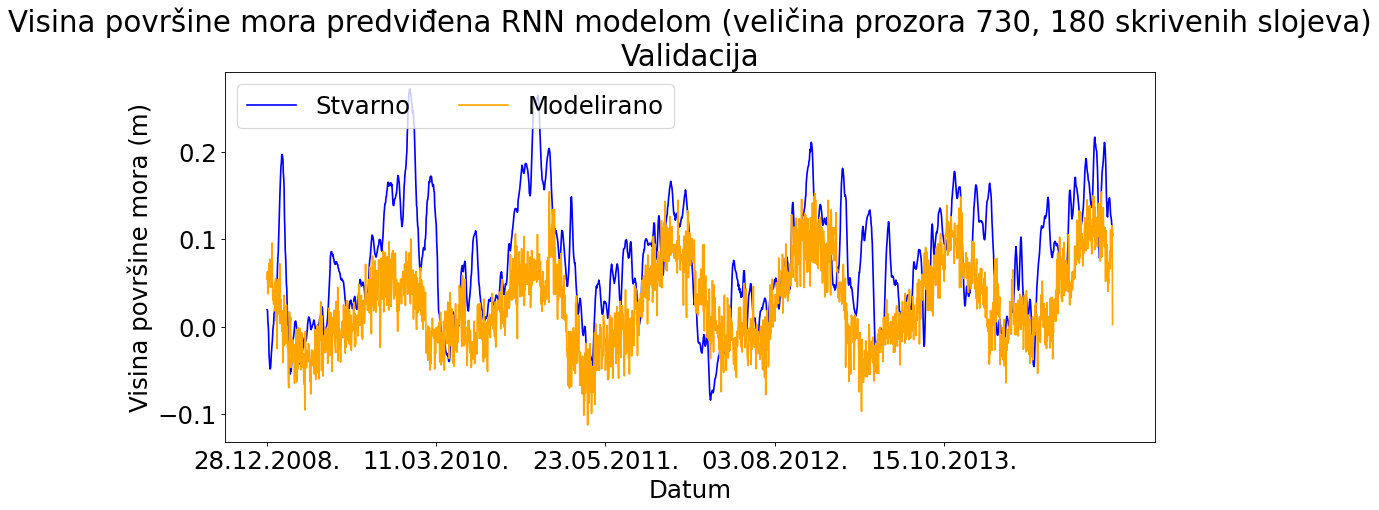 Visina površine mora predviđena RNN modelom (veličina prozora 730, 180 skrivenih slojeva)
Validacija
Stvarno Modelirano
Visina površine mora (m)
0.2
0.1
0.0
−0.1
28.12.2008. 11.03.2010. 23.05.2011. 03.08.2012. 15.10.2013.
Datum